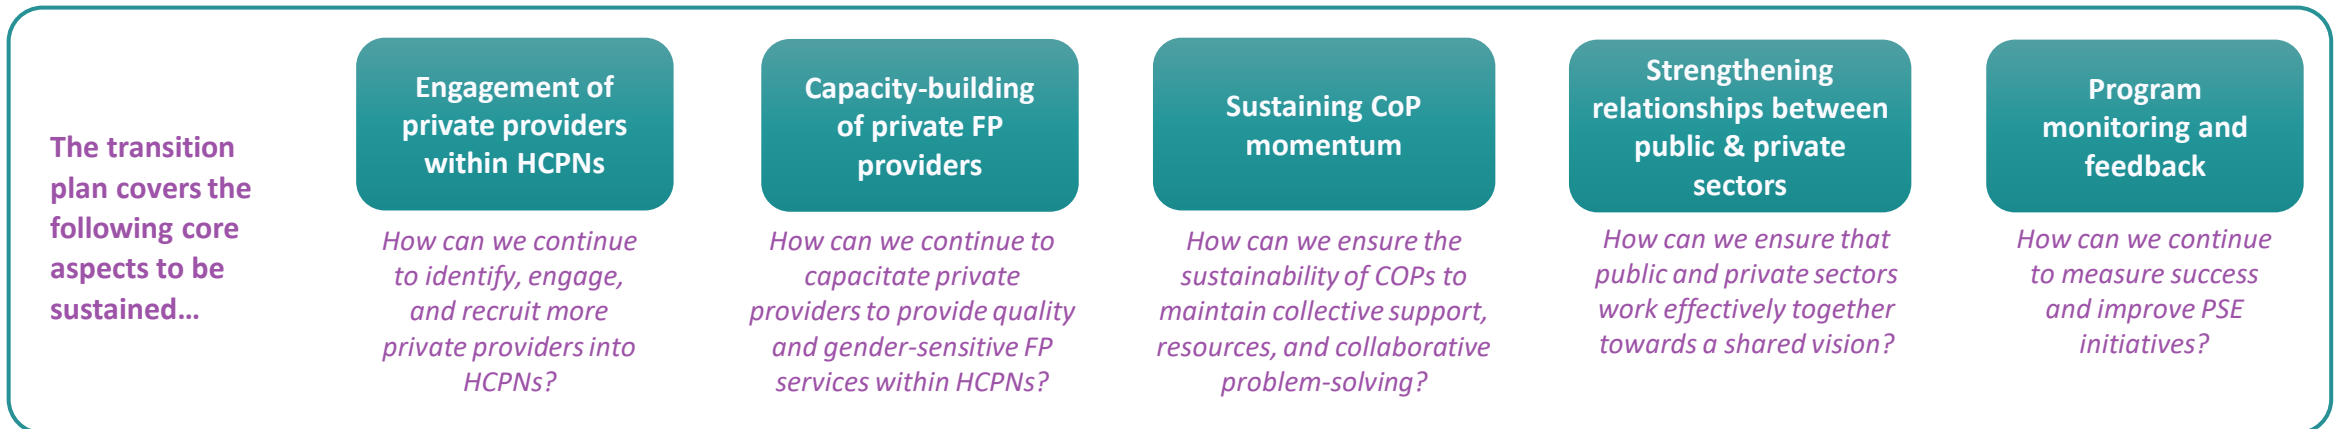 The transition
plan covers the
following core
aspects to be
sustained…
Engagement of
private providers
within HCPNs
How can we continue
to identify, engage,
and recruit more
private providers into
HCPNs?
Capacity-building
of private FP
providers
How can we continue to
capacitate private
providers to provide quality
and gender-sensitive FP
services within HCPNs?
Sustaining CoP
momentum
How can we ensure the
sustainability of COPs to
maintain collective support,
resources, and collaborative
problem-solving?
Strengthening
relationships between
public & private
sectors
How can we ensure that
public and private sectors
work effectively together
towards a shared vision?
Program
monitoring and
feedback
How can we continue
to measure success
and improve PSE
initiatives?